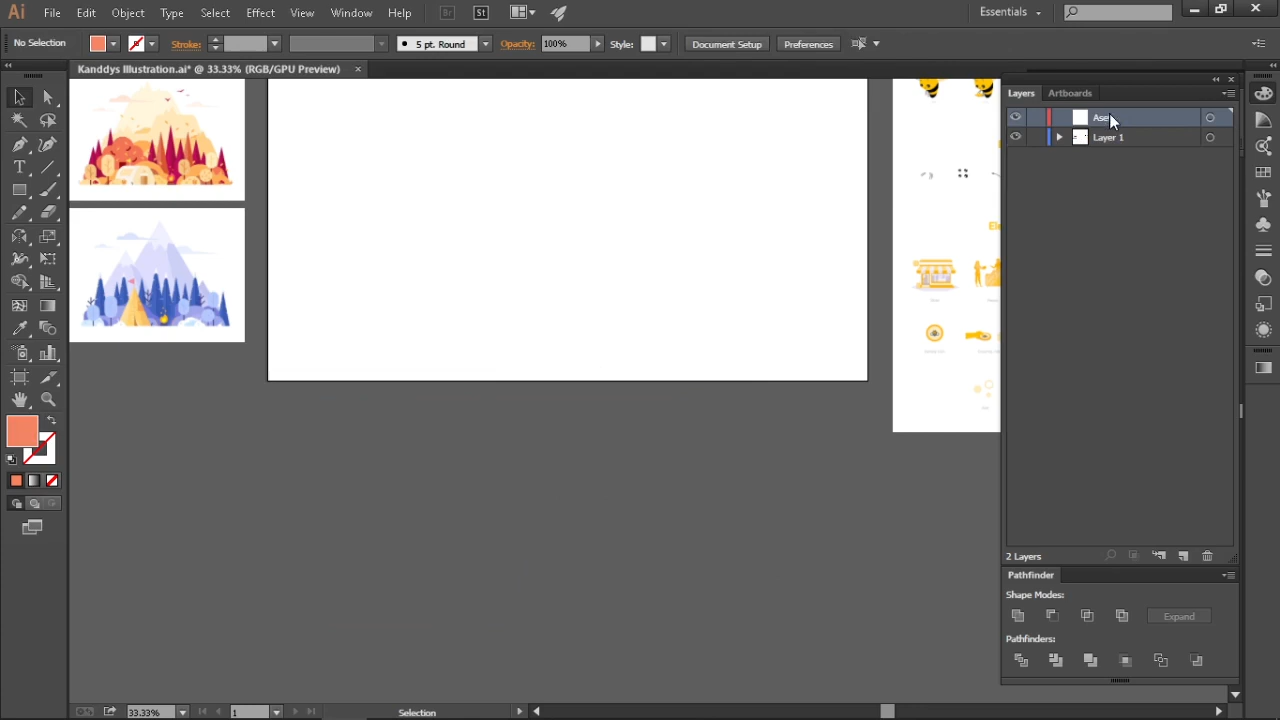 Ai File Edit Object Type Select Effect View Window Help Br St Essentials
No Selection Stroke: 5 pt. Round Opacity: 100% Style: Document Setup Preferences
Kanddys Illustration.ai* @ 33.33% (RGB/GPU Preview)
Layers Artboards
Layer 1
2 Layers
Pathfinder
Shape Modes:
Expand
Pathfinders:
33.33% 1 Selection